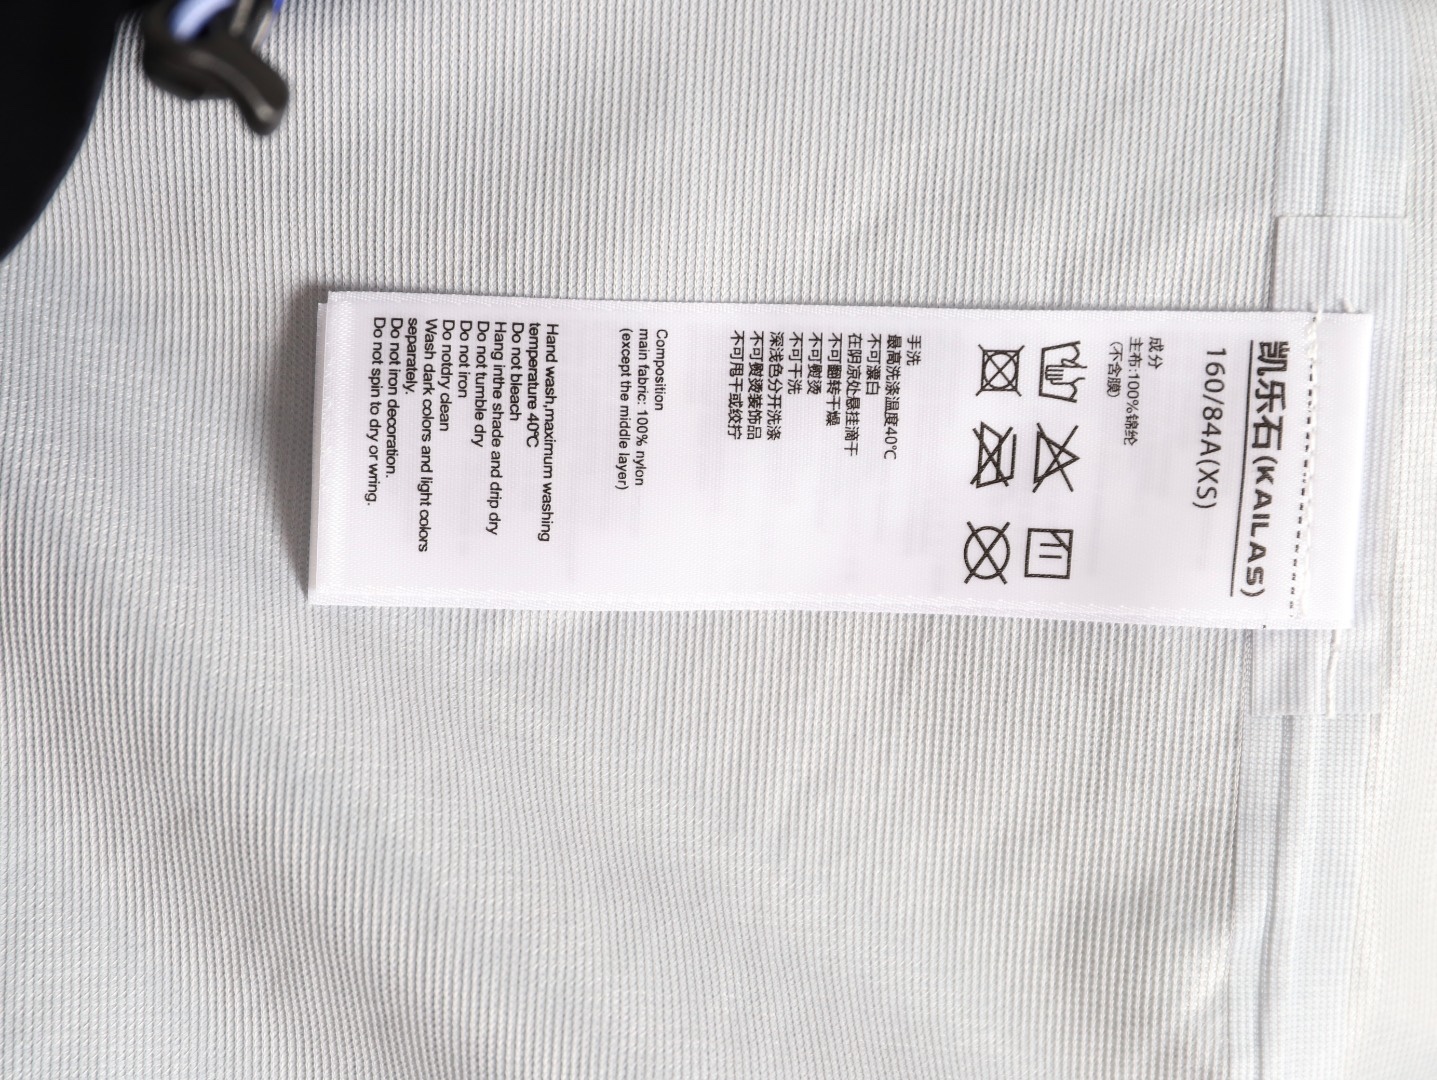 凯乐石(KAILAS)
160/84A(XS)
成分
主布:100%锦纶
(不含膜)
手洗
最高洗涤温度40℃
不可漂白
在阴凉处悬挂滴干
不可翻转干燥
不可熨烫
不可干洗
深浅色分开洗涤
不可熨烫装饰品
不可甩干或绞拧
Composition
main fabric: 100% nylon
(except the middle layer)
Hand wash,maximum washing
temperature 40℃
Do not bleach
Hang inthe shade and drip dry
Do not tumble dry
Do not iron
Do notdry clean
Wash dark colors and light colors
separately.
Do not iron decoration.
Do not spin to dry or wring.